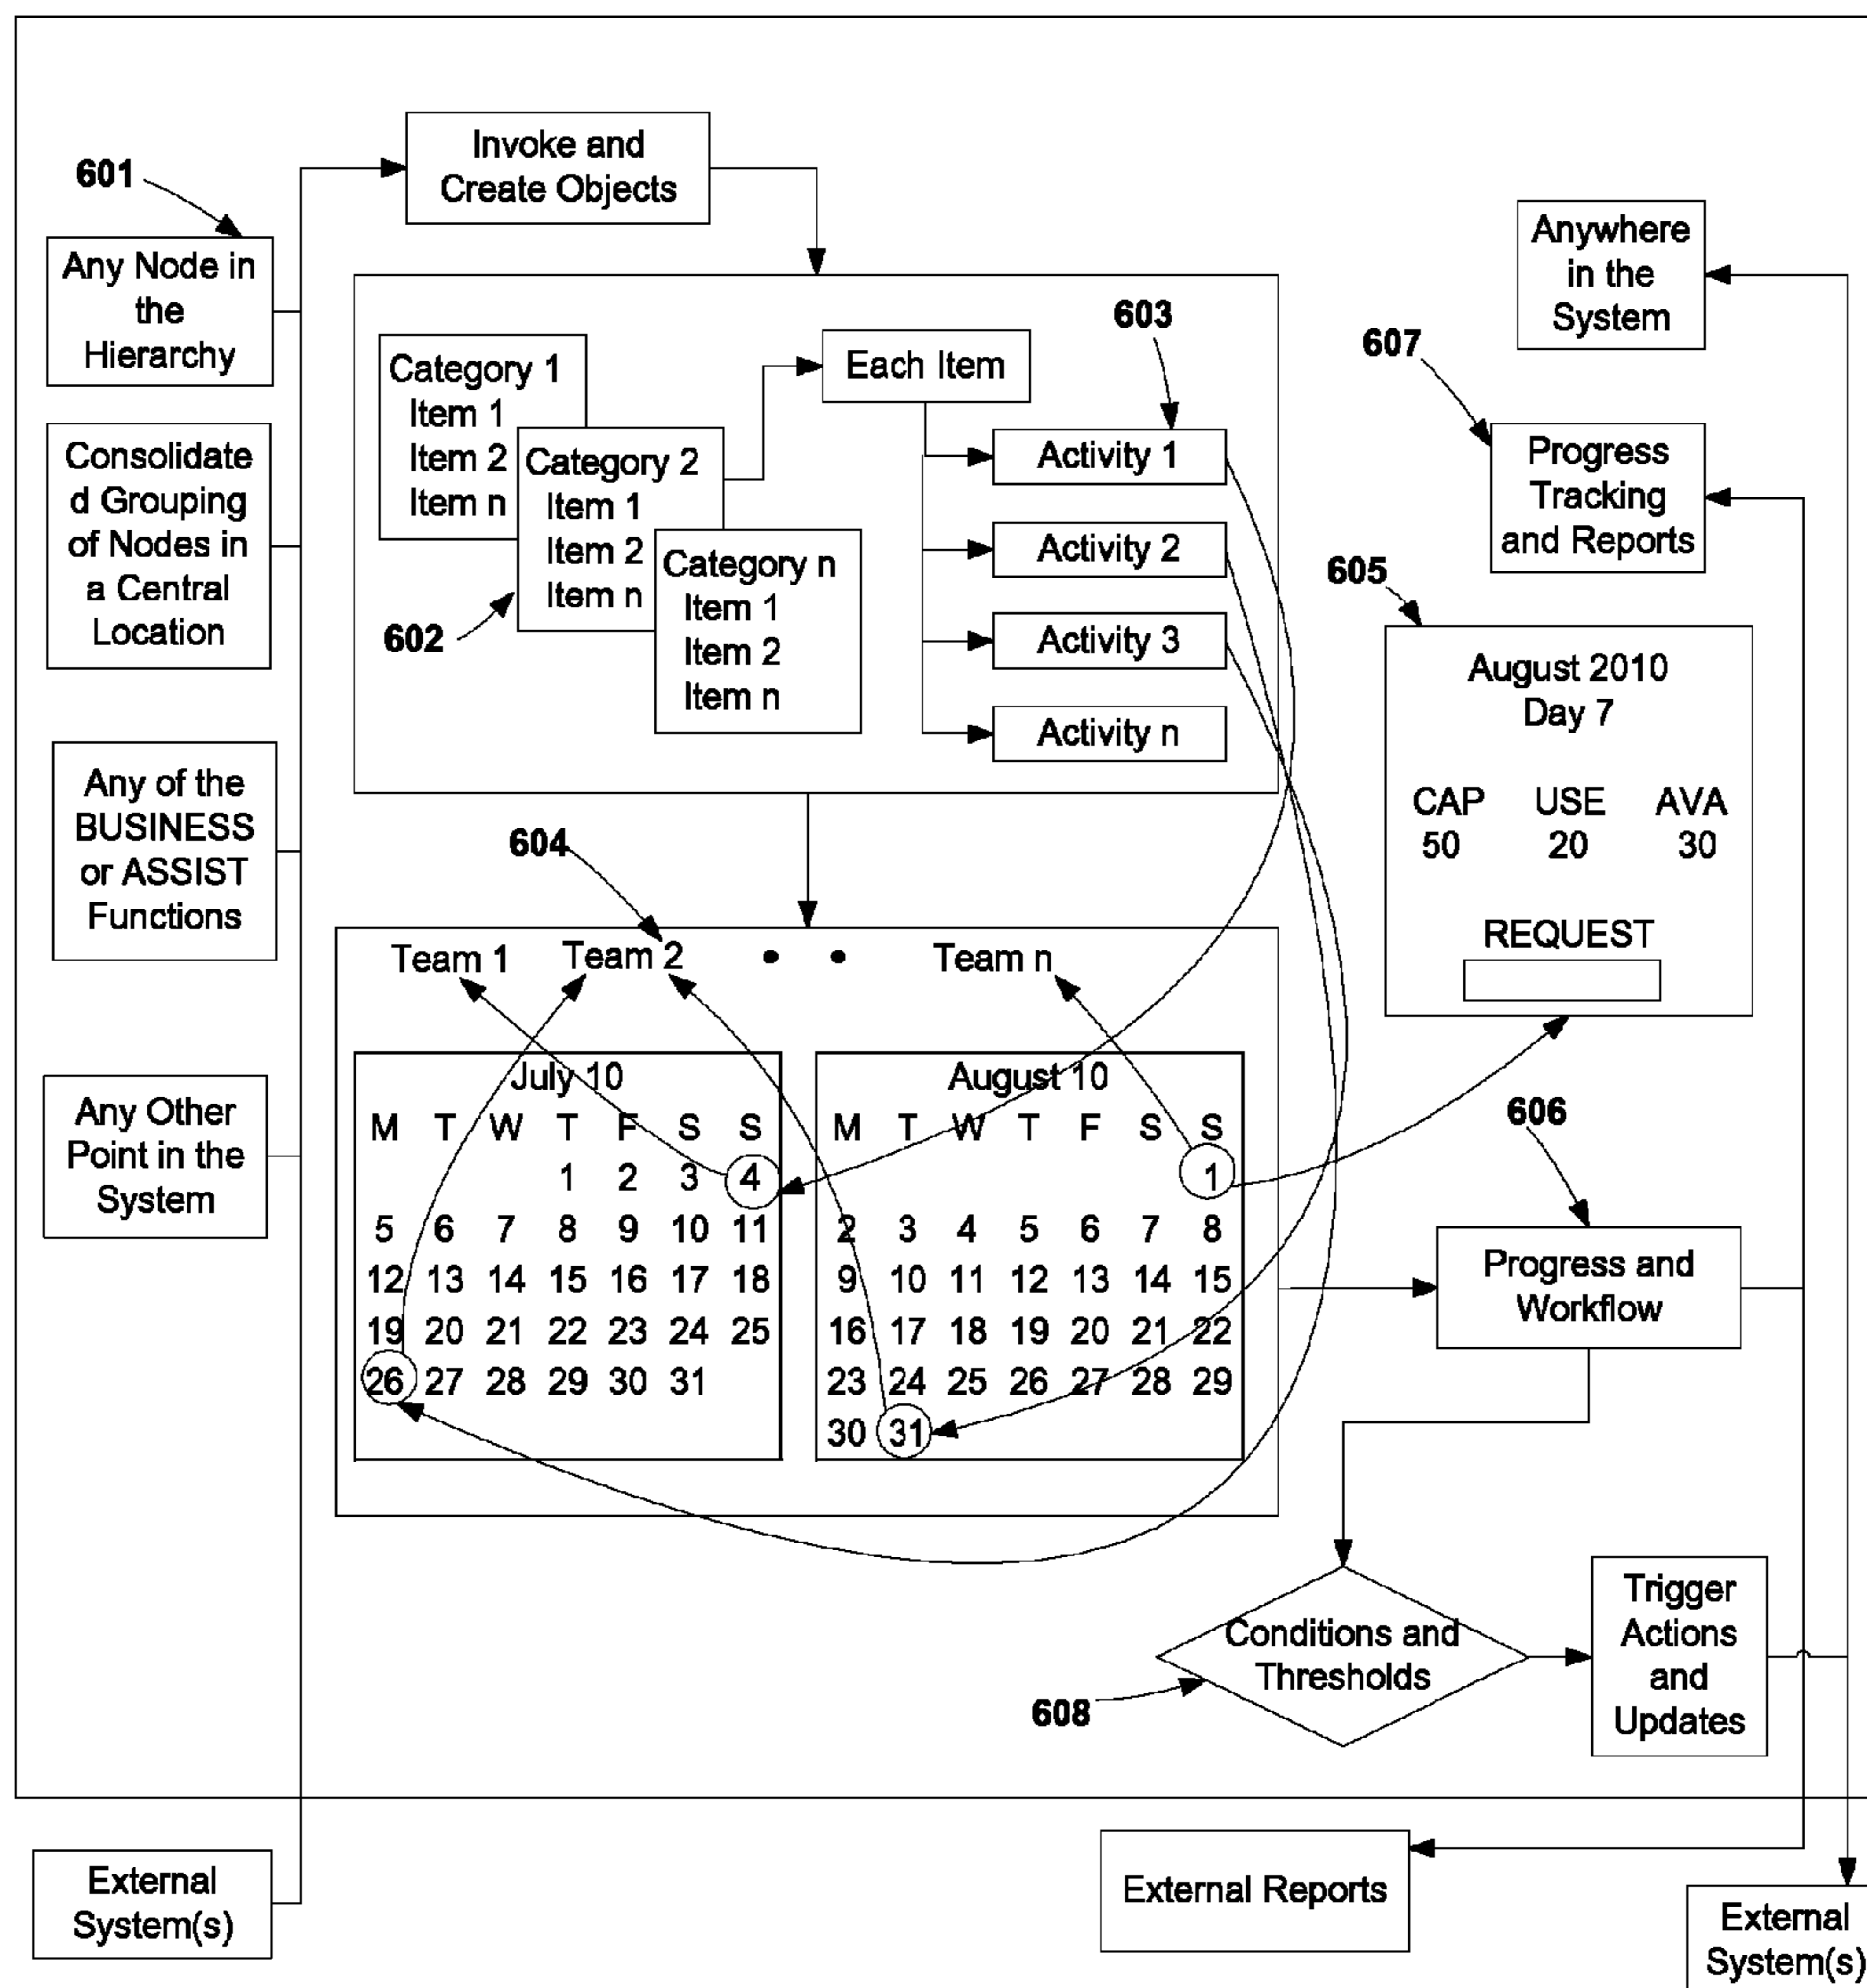 601
Any Node in
the
Hierarchy
Consolidate
d Grouping
of Nodes in
a Central
Location
Any of the
BUSINESS
or ASSIST
Functions
Any Other
Point in the
System
External
System(s)
Invoke and
Create Objects
Category 1
Item 1
Item 2
Item n
Category 2
Item 1
Item 2
Item n
Category n
Item 1
Item 2
Item n
602
Each Item
603
Activity 1
Activity 2
Activity 3
Activity n
604
Team 1 Team 2 • • Team n
July 10
M T W T F S S
1 2 3 4
5 6 7 8 9 10 11
12 13 14 15 16 17 18
19 20 21 22 23 24 25
26 27 28 29 30 31
August 10
M T W T F S S
1
2 3 4 5 6 7 8
9 10 11 12 13 14 15
16 17 18 19 20 21 22
23 24 25 26 27 28 29
30 31
Anywhere
in the
System
607
Progress
Tracking
and Reports
605
August 2010
Day 7
CAP USE AVA
50 20 30
REQUEST
606
Progress and
Workflow
Conditions and
Thresholds
608
Trigger
Actions
and
Updates
External Reports
External
System(s)